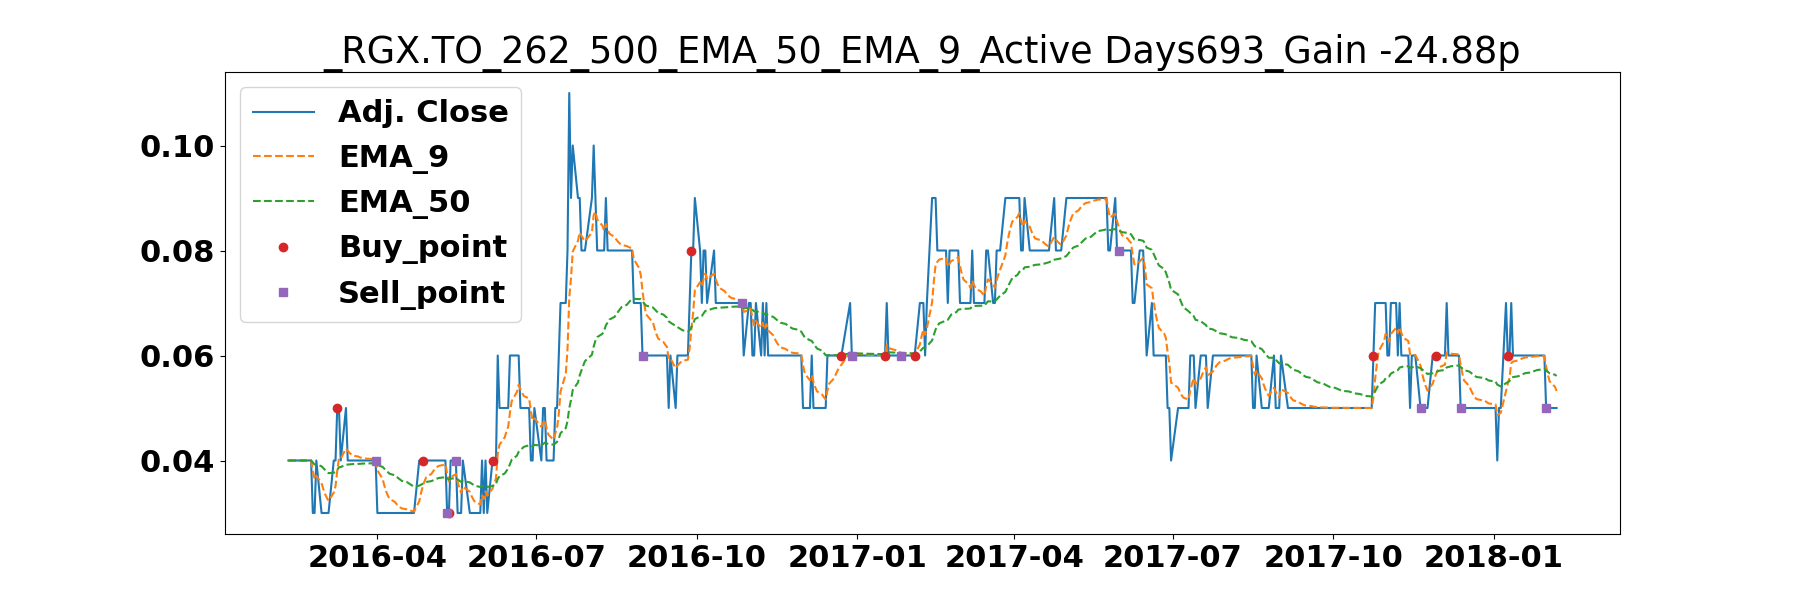 _RGX.TO_262_500_EMA_50_EMA_9_Active Days693_Gain -24.88p
Adj. Close
EMA_9
EMA_50
Buy_point
Sell_point
0.10
0.08
0.06
0.04
2016-04 2016-07 2016-10 2017-01 2017-04 2017-07 2017-10 2018-01